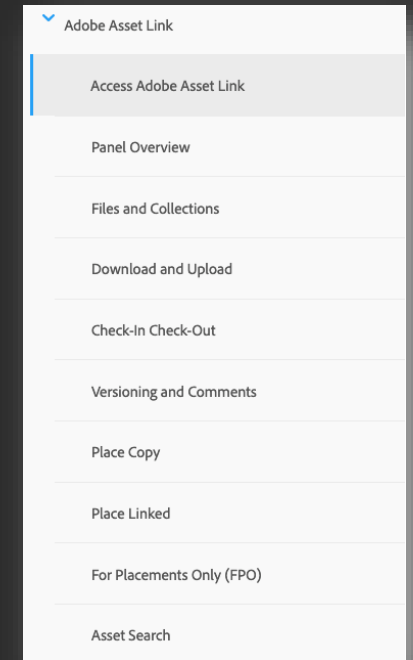 Adobe Asset Link
Access Adobe Asset Link
Panel Overview
Files and Collections
Download and Upload
Check-In Check-Out
Versioning and Comments
Place Copy
Place Linked
For Placements Only (FPO)
Asset Search